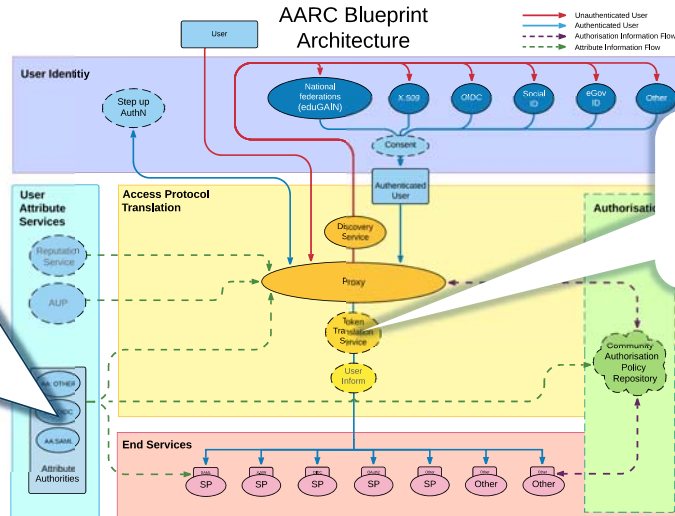 AARC Blueprint
Architecture
User
Unauthenticated User
Authenticated User
Authorisation Information Flow
Attribute Information Flow
User Identitiy
Step up
AuthN
National
federations
(eduGAIN)
X.509
OIDC
Social
ID
eGov
ID
Other
Consent
Authenticated
User
User
Attribute
Services
Access Protocol
Translation
Discovery
Service
Reputation
Service
AUP
Proxy
Token
Translation
Service
User
Inform
Community
Authorisation
Policy
Repository
AA: OTHER
AA:SAML
Attribute
Authorities
End Services
SP
SP
SP
SP
SP
Other
Other